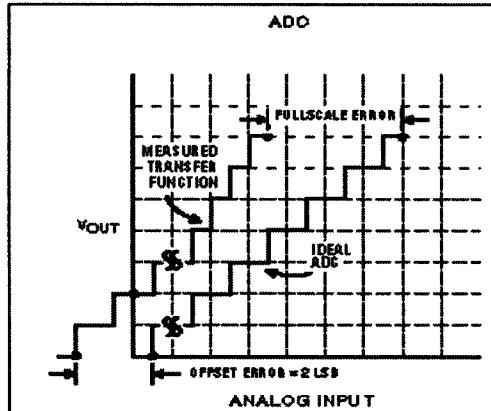 ADC
FULLSCALE ERROR
MEASURED
TRANSFER
FUNCTION
VOUT
IDEAL
ADC
OFFSET ERROR = 2 LSB
ANALOG INPUT